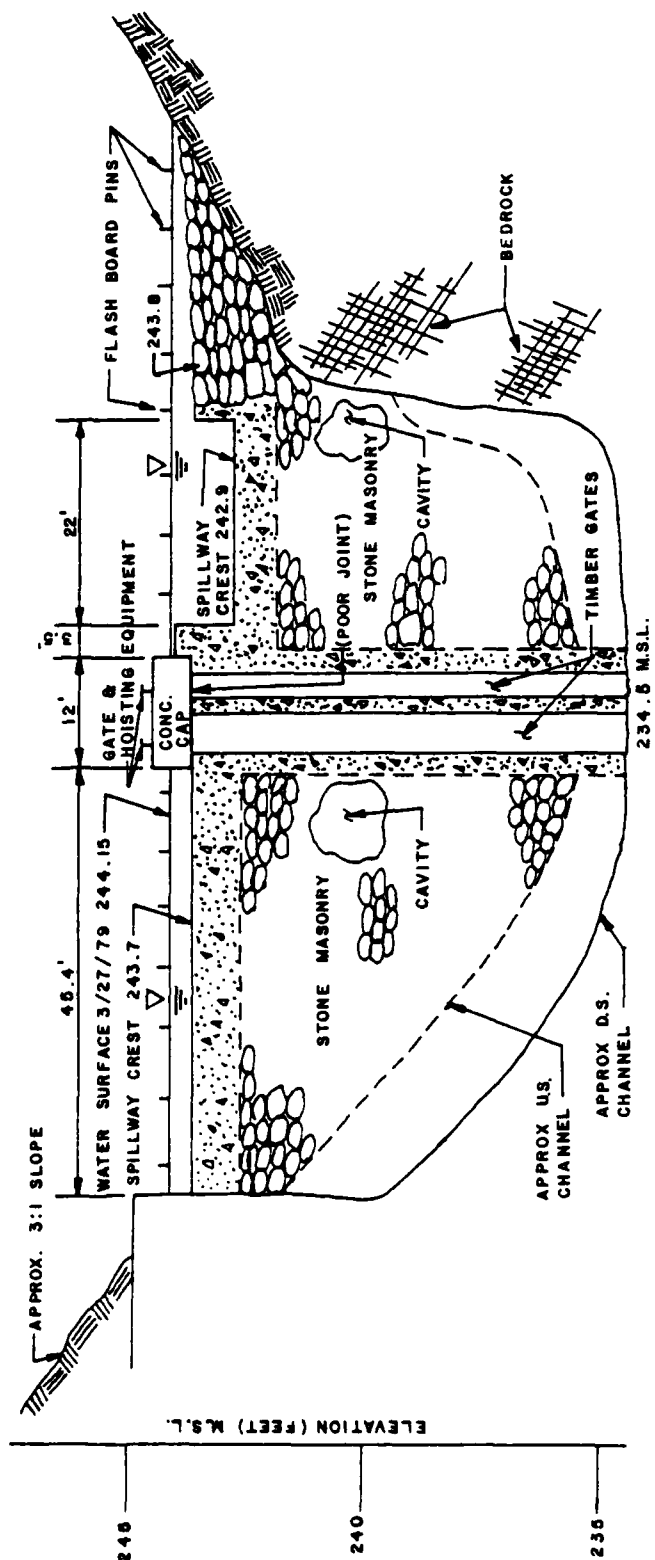 APPROX. 3:1 SLOPE
45.4'
12'
3.5'
22'
WATER SURFACE 3/27/79 244.15
SPILLWAY CREST 243.7
GATE &
HOISTING EQUIPMENT
CONC.
CAP
SPILLWAY
CREST 242.9
FLASH BOARD PINS
243.8
(POOR JOINT)
STONE MASONRY
CAVITY
STONE MASONRY
CAVITY
BEDROCK
TIMBER GATES
APPROX U.S.
CHANNEL
APPROX D.S.
CHANNEL
234.5 M.S.L.
ELEVATION (FEET) M.S.L.
245
240
235